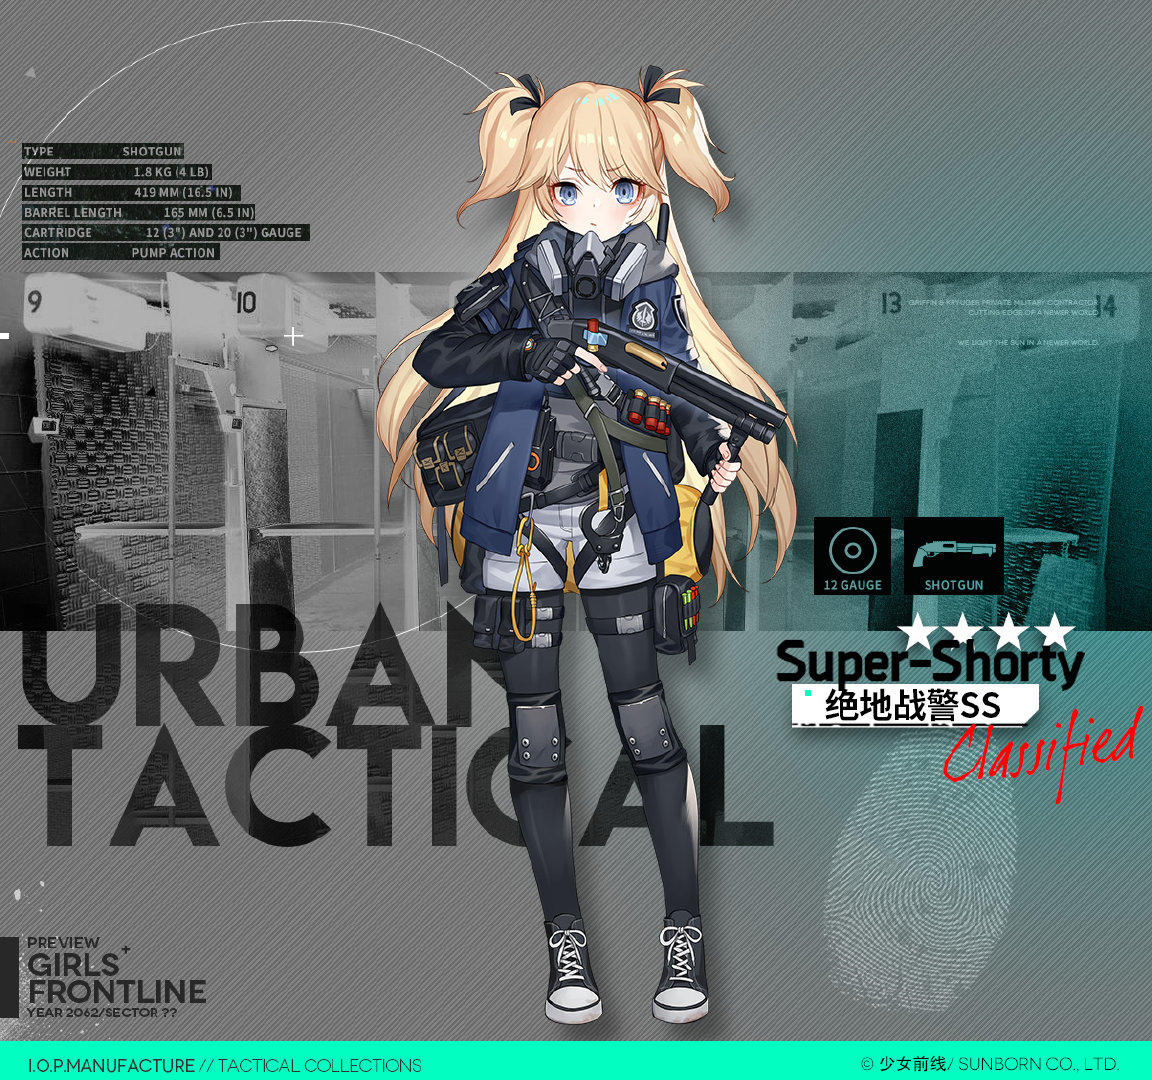 TYPE SHOTGUN
WEIGHT 1.8 KG (4 LB)
LENGTH 419 MM (16.5 IN)
BARREL LENGTH 165 MM (6.5 IN)
CARTRIDGE 12 (3") AND 20 (3") GAUGE
ACTION PUMP ACTION
9
10
13
14
GRIFFIN & KRYUGER PRIVATE MILITARY CONTRACTOR
CUTTING EDGE OF A NEWER WORLD
WE LIGHT THE SUN IN A NEWER WORLD.
12 GAUGE
SHOTGUN
URBAN
TACTICAL
Super-Shorty
绝地战警SS
Classified
PREVIEW
GIRLS
FRONTLINE
YEAR 2062/SECTOR ??
I.O.P.MANUFACTURE // TACTICAL COLLECTIONS
© 少女前线/ SUNBORN CO., LTD.